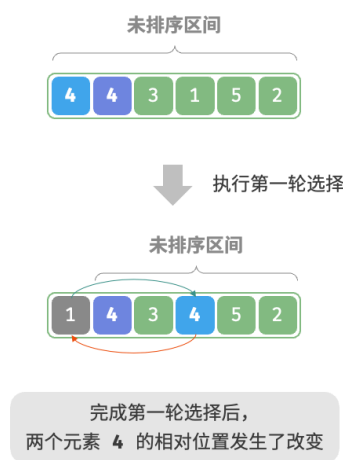 未排序区间
4 4 3 1 5 2
执行第一轮选择
未排序区间
1 4 3 4 5 2
完成第一轮选择后，
两个元素 4 的相对位置发生了改变